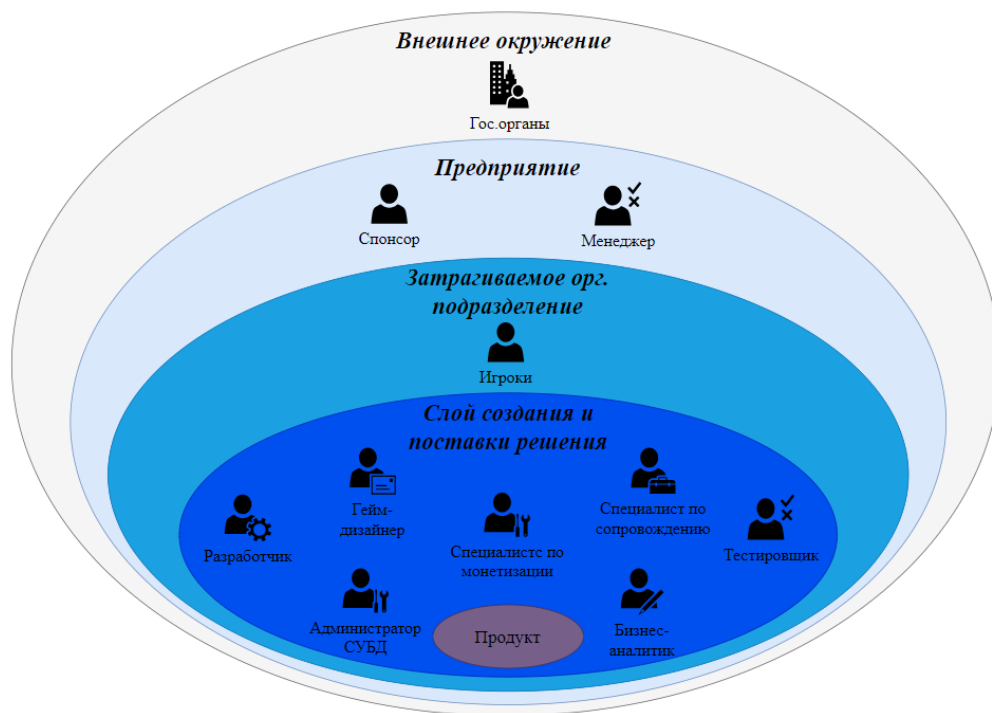 Внешнее окружение
Гос.органы
Предприятие
Спонсор
Менеджер
Затрагиваемое орг.
подразделение
Игроки
Слой создания и
поставки решения
Гейм-
дизайнер
Специалист по
сопровождению
Разработчик
Специалистс по
монетизации
Тестировщик
Администратор
СУБД
Продукт
Бизнес-
аналитик